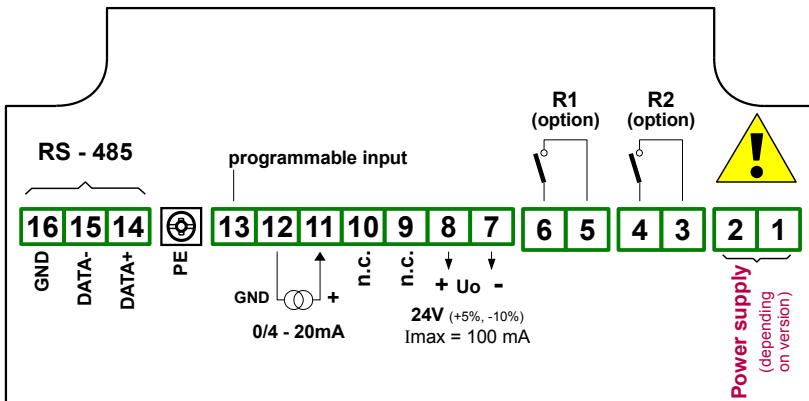 R1
(option)
R2
(option)
RS - 485
programmable input
16 15 14
PE
13 12 11 10 9 8 7
6 5
4 3
2 1
GND
DATA-
DATA+
GND
+
0/4 - 20mA
n.c.
n.c.
+ Uo -
24V (+5%, -10%)
Imax = 100 mA
Power supply
(depending
on version)
!